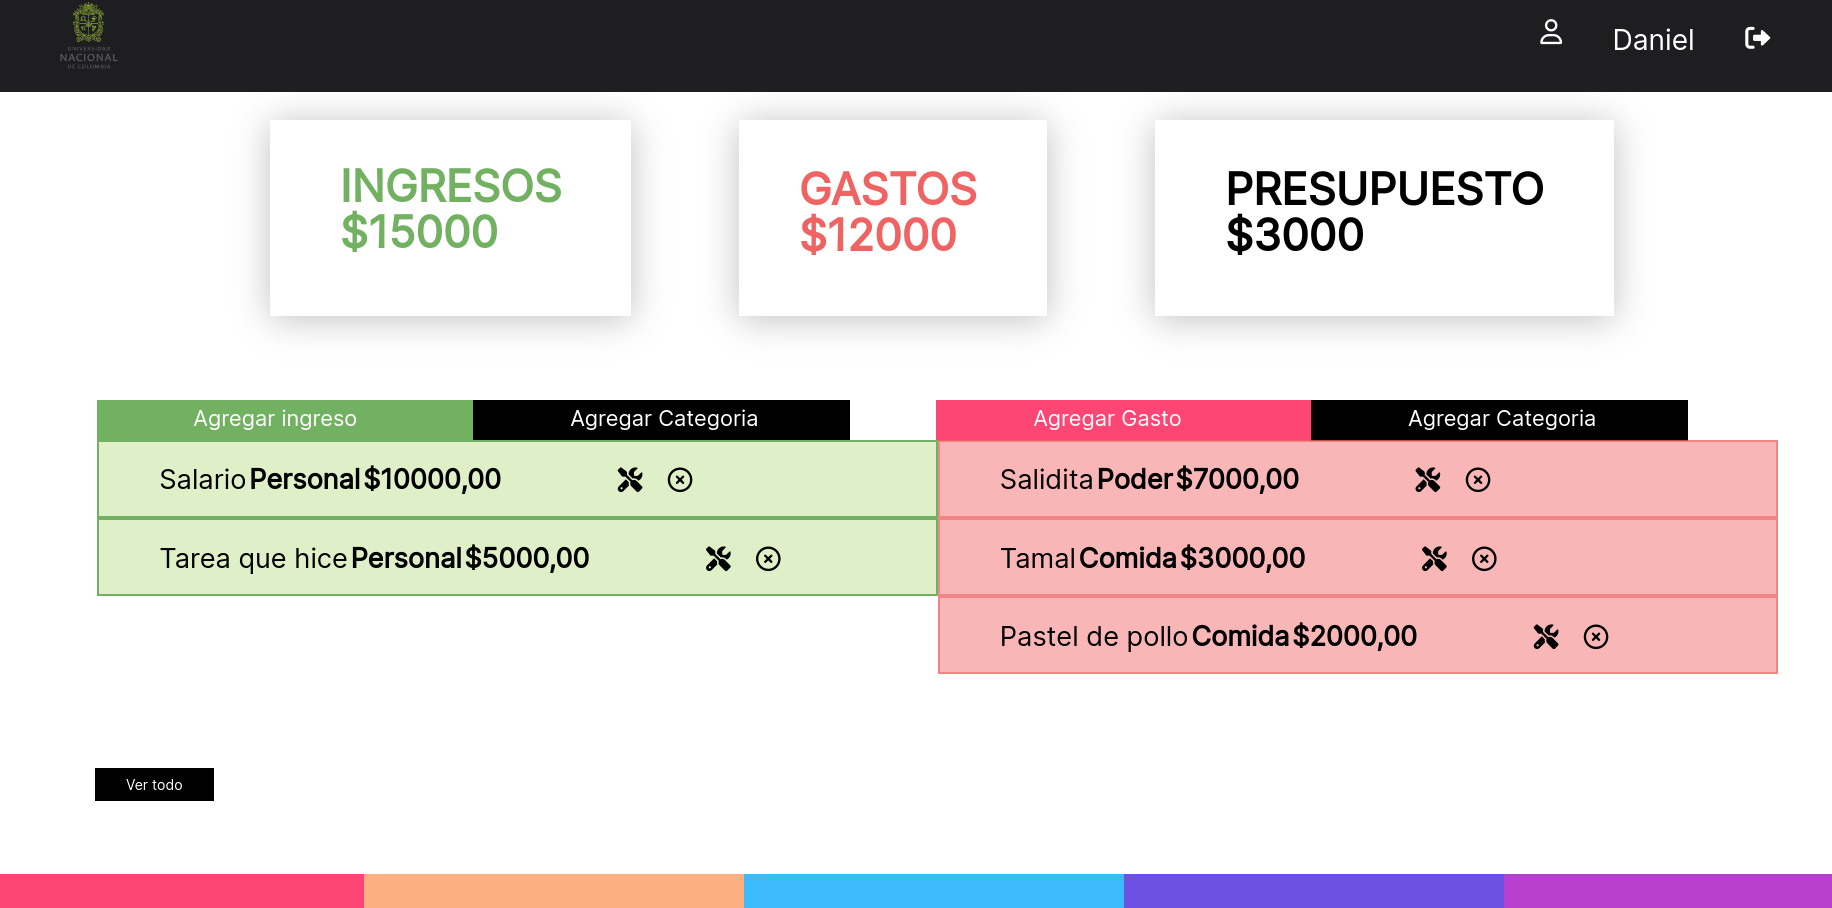 UNIVERSIDAD
NACIONAL
DE COLOMBIA
Daniel
INGRESOS
$15000
GASTOS
$12000
PRESUPUESTO
$3000
Agregar ingreso
Agregar Categoria
Salario Personal $10000,00
Tarea que hice Personal $5000,00
Agregar Gasto
Agregar Categoria
Salidita Poder $7000,00
Tamal Comida $3000,00
Pastel de pollo Comida $2000,00
Ver todo